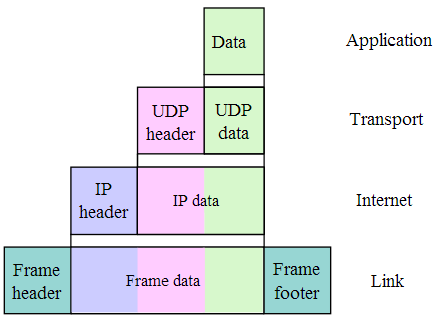 Data
Application
UDP
header
UDP
data
Transport
IP
header
IP data
Internet
Frame
header
Frame data
Frame
footer
Link